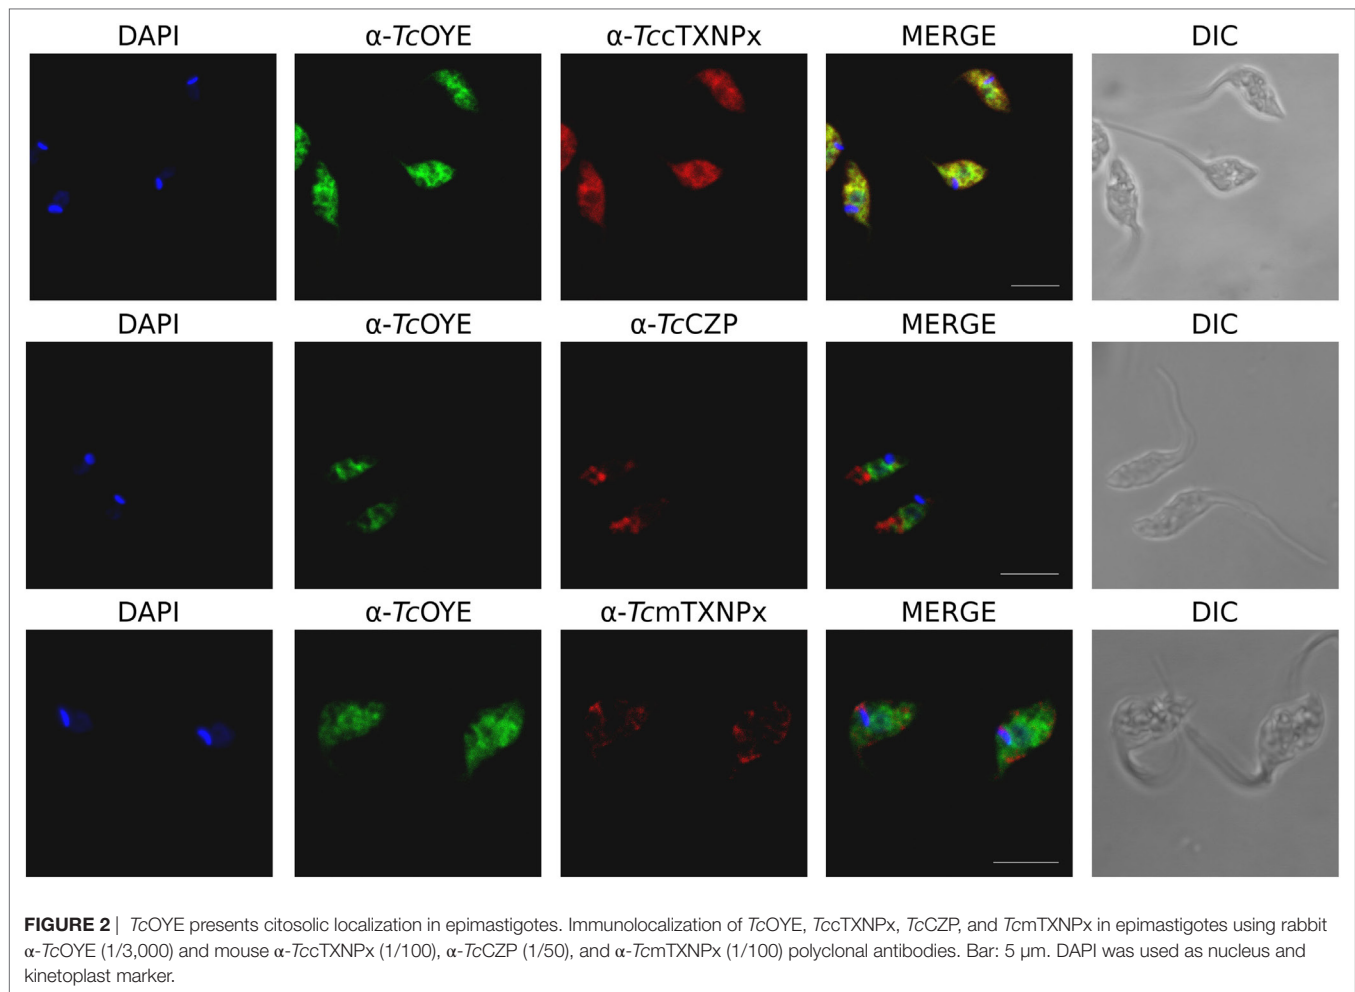 DAPI α-TcOYE α-TccTXNPx MERGE DIC
DAPI α-TcOYE α-TcCZP MERGE DIC
DAPI α-TcOYE α-TcmTXNPx MERGE DIC
FIGURE 2 | TcOYE presents citosolic localization in epimastigotes. Immunolocalization of TcOYE, TccTXNPx, TcCZP, and TcmTXNPx in epimastigotes using rabbit
α-TcOYE (1/3,000) and mouse α-TccTXNPx (1/100), α-TcCZP (1/50), and α-TcmTXNPx (1/100) polyclonal antibodies. Bar: 5 µm. DAPI was used as nucleus and
kinetoplast marker.